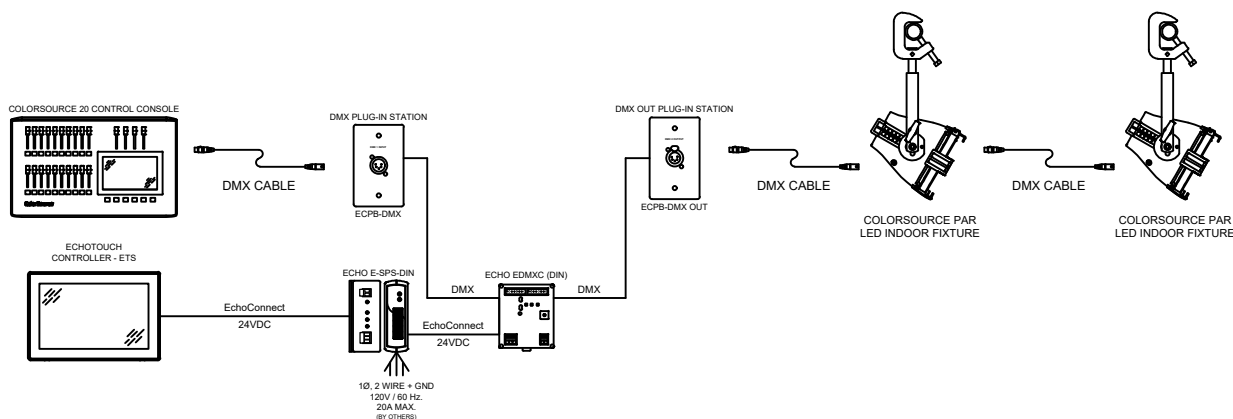 COLORSOURCE 20 CONTROL CONSOLE
DMX CABLE
DMX PLUG-IN STATION
ECPB-DMX
DMX OUT PLUG-IN STATION
ECPB-DMX OUT
DMX CABLE
COLORSOURCE PAR
LED INDOOR FIXTURE
DMX CABLE
COLORSOURCE PAR
LED INDOOR FIXTURE
ECHOTOUCH
CONTROLLER - ETS
EchoConnect
24VDC
ECHO E-SPS-DIN
1Ø, 2 WIRE + GND
120V / 60 Hz.
20A MAX.
(BY OTHERS)
EchoConnect
24VDC
DMX
ECHO EDMXC (DIN)
DMX